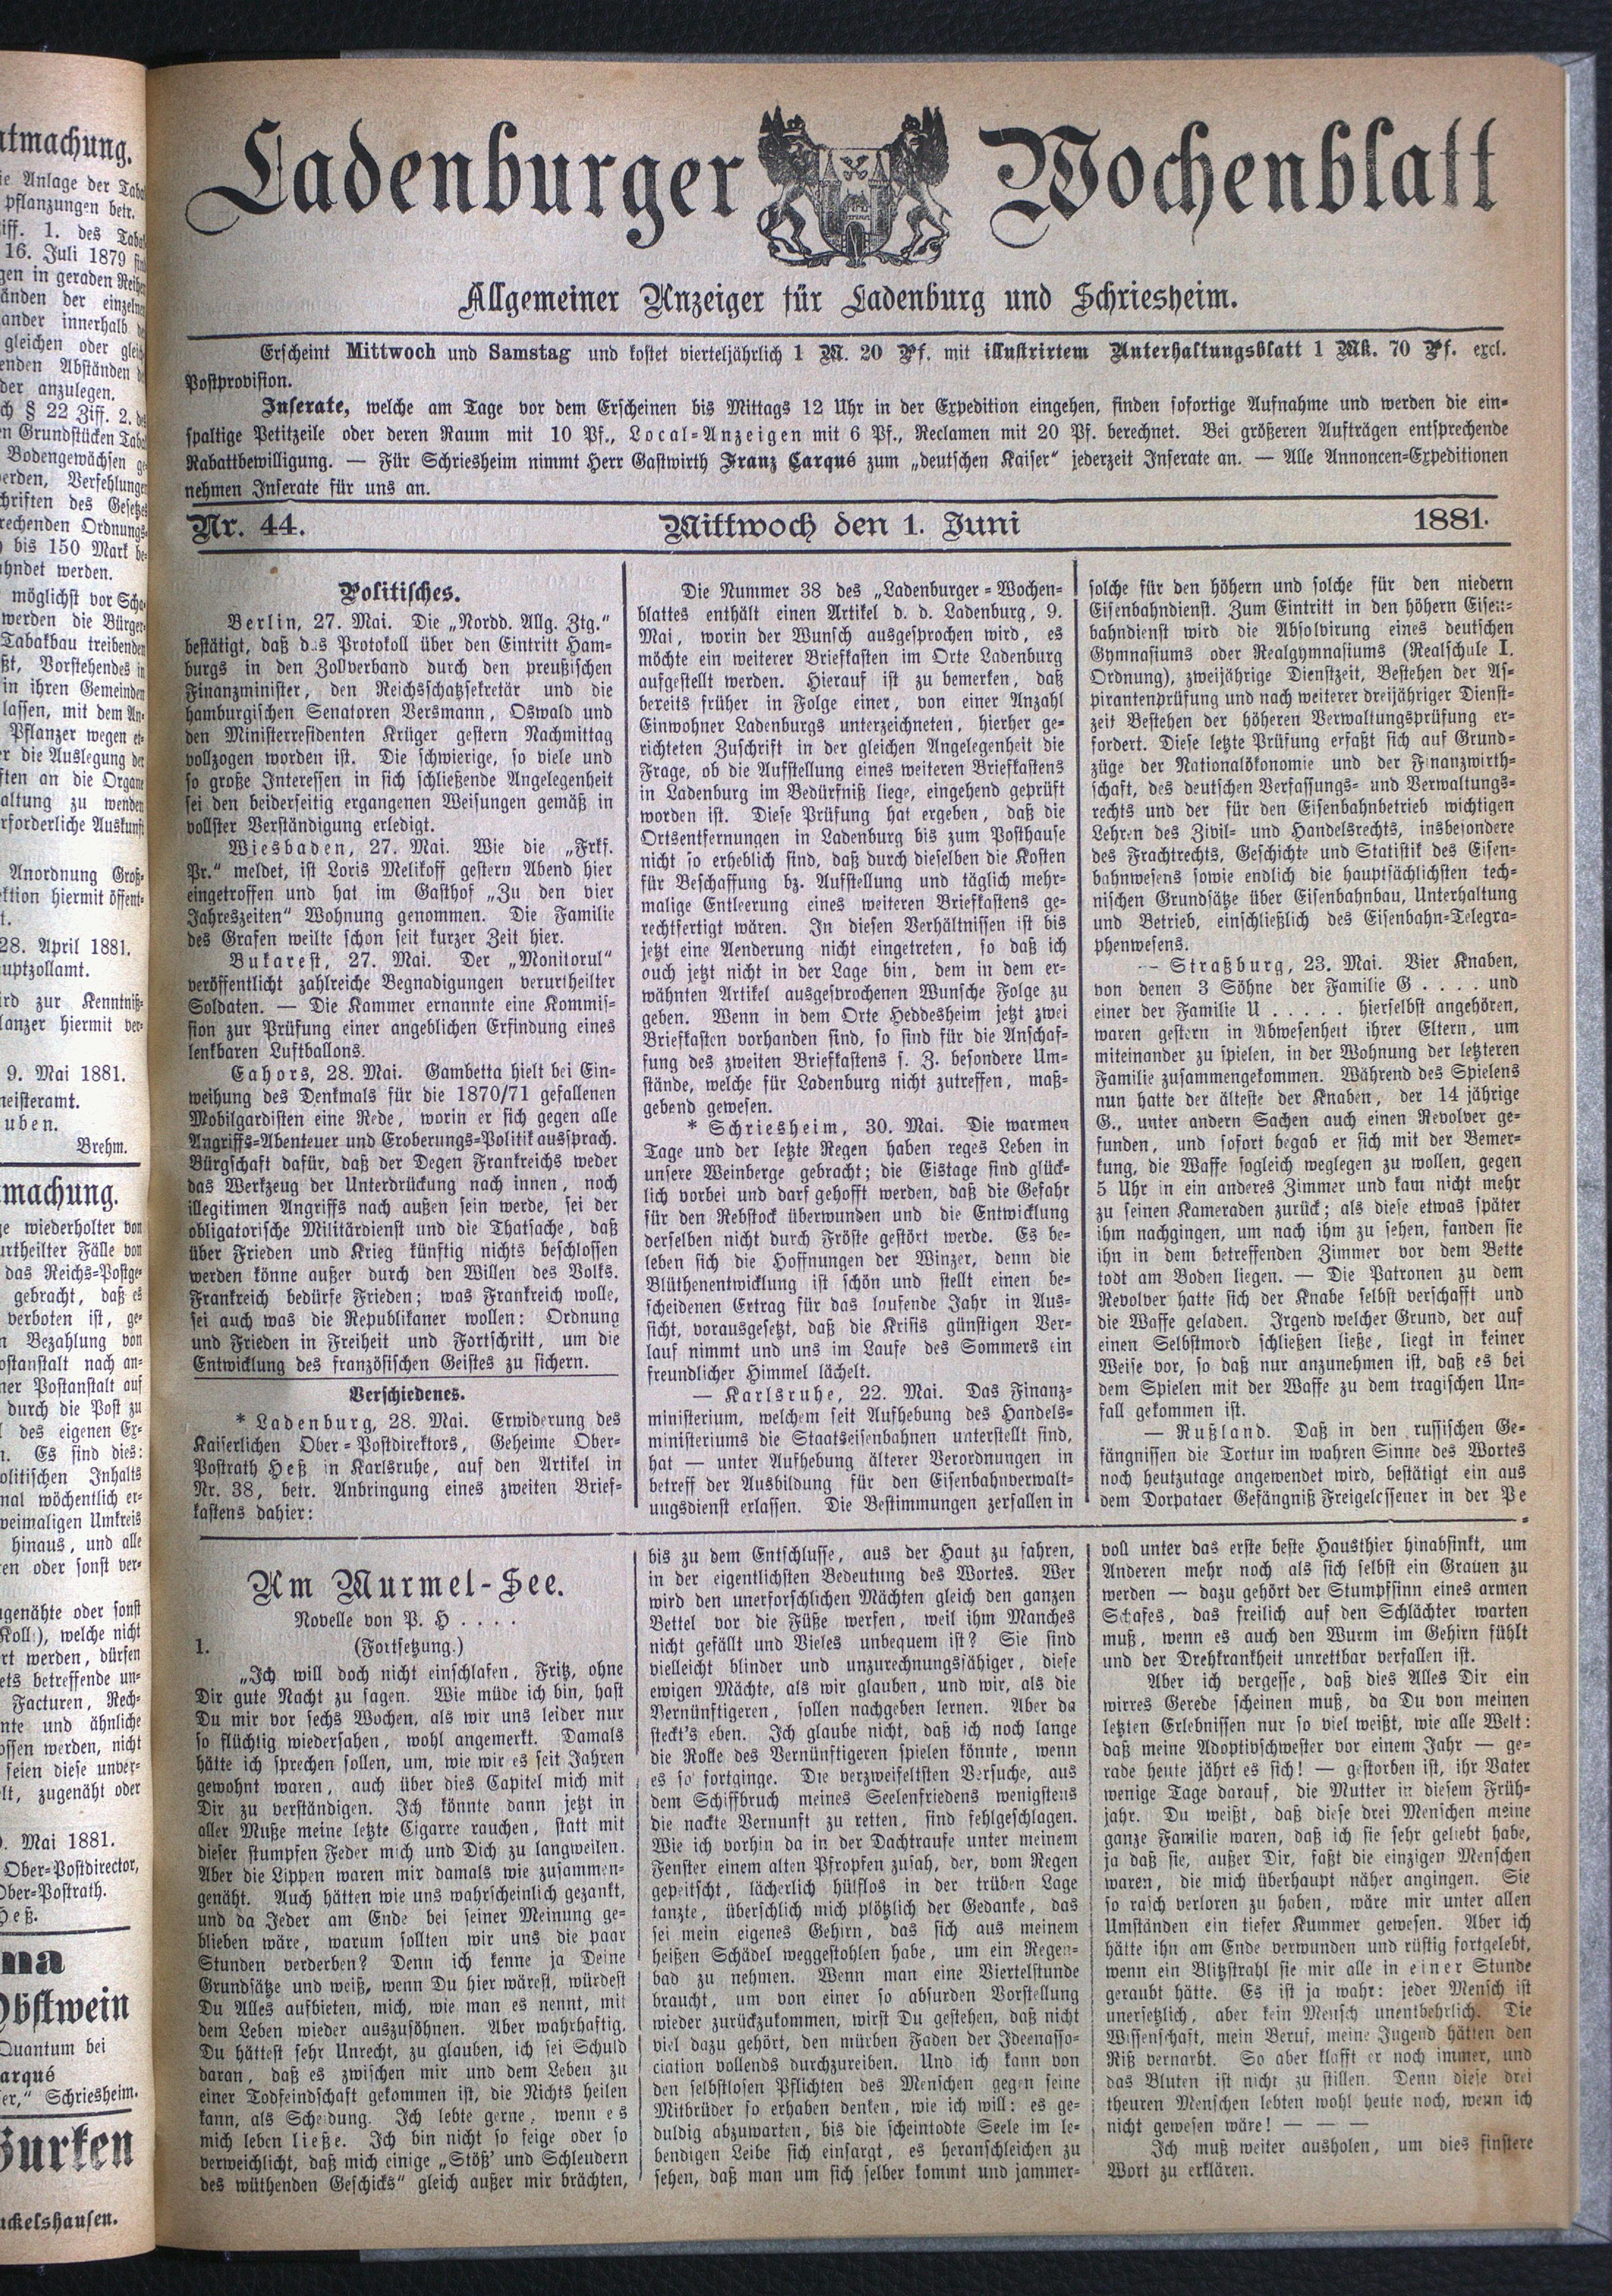 Ladenburger Wochenblatt
Allgemeiner Anzeiger für Ladenburg und Schriesheim.
Erscheint Mittwoch und Samstag und kostet vierteljährlich 1 M. 20 Pf. mit illustrirtem Unterhaltungsblatt 1 Mk. 70 Pf. excl.
Postprovision.
Inserate, welche am Tage vor dem Erscheinen bis Mittags 12 Uhr in der Expedition eingehen, finden sofortige Aufnahme und werden die ein-
spaltige Petitzeile oder deren Raum mit 10 Pf., Local-Anzeigen mit 6 Pf., Reclamen mit 20 Pf. berechnet. Bei größeren Aufträgen entsprechende
Rabattbewilligung. — Für Schriesheim nimmt Herr Gastwirth Franz Carqué zum „deutschen Kaiser“ jederzeit Inserate an. — Alle Annoncen-Expeditionen
nehmen Inserate für uns an.
Nr. 44. Mittwoch den 1. Juni 1881.
Politisches.
Berlin, 27. Mai. Die „Nordd. Allg. Ztg.“
bestätigt, daß das Protokoll über den Eintritt Ham-
burgs in den Zollverband durch den preußischen
Finanzminister, den Reichsschatzsekretär und die
hamburgischen Senatoren Versmann, Oswald und
den Ministerresidenten Krüger gestern Nachmittag
vollzogen worden ist. Die schwierige, so viele und
so große Interessen in sich schließende Angelegenheit
sei den beiderseitig ergangenen Weisungen gemäß in
vollster Verständigung erledigt.
Wiesbaden, 27. Mai. Wie die „Frkf.
Pr.“ meldet, ist Loris Melikoff gestern Abend hier
eingetroffen und hat im Gasthof „Zu den vier
Jahreszeiten“ Wohnung genommen. Die Familie
des Grafen weilte schon seit kurzer Zeit hier.
Bukarest, 27. Mai. Der „Monitorul“
veröffentlicht zahlreiche Begnadigungen verurtheilter
Soldaten. — Die Kammer ernannte eine Kommis-
sion zur Prüfung einer angeblichen Erfindung eines
lenkbaren Luftballons.
Cahors, 28. Mai. Gambetta hielt bei Ein-
weihung des Denkmals für die 1870/71 gefallenen
Mobilgardisten eine Rede, worin er sich gegen alle
Angriffs-Abenteuer und Eroberungs-Politik aussprach.
Bürgschaft dafür, daß der Degen Frankreichs weder
das Werkzeug der Unterdrückung nach innen, noch
illegitimen Angriffs nach außen sein werde, sei der
obligatorische Militärdienst und die Thatsache, daß
über Frieden und Krieg künftig nichts beschlossen
werden könne außer durch den Willen des Volks.
Frankreich bedürfe Frieden; was Frankreich wolle,
sei auch was die Republikaner wollen: Ordnung
und Frieden in Freiheit und Fortschritt, um die
Entwicklung des französischen Geistes zu sichern.
Verschiedenes.
* Ladenburg, 28. Mai. Erwiderung des
Kaiserlichen Ober-Postdirektors, Geheime Ober-
Postrath Heß in Karlsruhe, auf den Artikel in
Nr. 38, betr. Anbringung eines zweiten Brief-
kastens dahier:
Die Nummer 38 des „Ladenburger-Wochen-
blattes enthält einen Artikel d. d. Ladenburg, 9.
Mai, worin der Wunsch ausgesprochen wird, es
möchte ein weiterer Briefkasten im Orte Ladenburg
aufgestellt werden. Hierauf ist zu bemerken, daß
bereits früher in Folge einer, von einer Anzahl
Einwohner Ladenburgs unterzeichneten, hierher ge-
richteten Zuschrift in der gleichen Angelegenheit die
Frage, ob die Aufstellung eines weiteren Briefkastens
in Ladenburg im Bedürfniß liege, eingehend geprüft
worden ist. Diese Prüfung hat ergeben, daß die
Ortsentfernungen in Ladenburg bis zum Posthause
nicht so erheblich sind, daß durch dieselben die Kosten
für Beschaffung bz. Aufstellung und täglich mehr-
malige Entleerung eines weiteren Briefkastens ge-
rechtfertigt wären. In diesen Verhältnissen ist bis
jetzt eine Aenderung nicht eingetreten, so daß ich
ouch jetzt nicht in der Lage bin, dem in dem er-
wähnten Artikel ausgesprochenen Wunsche Folge zu
geben. Wenn in dem Orte Heddesheim jetzt zwei
Briefkasten vorhanden sind, so sind für die Anschaf-
fung des zweiten Briefkastens s. Z. besondere Um-
stände, welche für Ladenburg nicht zutreffen, maß-
gebend gewesen.
* Schriesheim, 30. Mai. Die warmen
Tage und der letzte Regen haben reges Leben in
unsere Weinberge gebracht; die Eistage sind glück-
lich vorbei und darf gehofft werden, daß die Gefahr
für den Rebstock überwunden und die Entwicklung
derselben nicht durch Fröste gestört werde. Es be-
leben sich die Hoffnungen der Winzer, denn die
Blüthenentwicklung ist schön und stellt einen be-
scheidenen Ertrag für das laufende Jahr in Aus-
sicht, vorausgesetzt, daß die Krisis günstigen Ver-
lauf nimmt und uns im Laufe des Sommers ein
freundlicher Himmel lächelt.
— Karlsruhe, 22. Mai. Das Finanz-
ministerium, welchem seit Aufhebung des Handels-
ministeriums die Staatseisenbahnen unterstellt sind,
hat — unter Aufhebung älterer Verordnungen in
betreff der Ausbildung für den Eisenbahnverwalt-
ungsdienst erlassen. Die Bestimmungen zerfallen in
solche für den höhern und solche für den niedern
Eisenbahndienst. Zum Eintritt in den höhern Eisen-
bahndienst wird die Absolvirung eines deutschen
Gymnasiums oder Realgymnasiums (Realschule I.
Ordnung), zweijährige Dienstzeit, Bestehen der As-
pirantenprüfung und nach weiterer dreijähriger Dienst-
zeit Bestehen der höheren Verwaltungsprüfung er-
fordert. Diese letzte Prüfung erfaßt sich auf Grund-
züge der Nationalökonomie und der Finanzwirth-
schaft, des deutschen Verfassungs- und Verwaltungs-
rechts und der für den Eisenbahnbetrieb wichtigen
Lehren des Zivil- und Handelsrechts, insbesondere
des Frachtrechts, Geschichte und Statistik des Eisen-
bahnwesens sowie endlich die hauptsächlichsten tech-
nischen Grundsätze über Eisenbahnbau, Unterhaltung
und Betrieb, einschließlich des Eisenbahn-Telegra-
phenwesens.
— Straßburg, 23. Mai. Vier Knaben,
von denen 3 Söhne der Familie G . . . . und
einer der Familie U . . . . . hierselbst angehören,
waren gestern in Abwesenheit ihrer Eltern, um
miteinander zu spielen, in der Wohnung der letzteren
Familie zusammengekommen. Während des Spielens
nun hatte der älteste der Knaben, der 14 jährige
G., unter andern Sachen auch einen Revolver ge-
funden, und sofort begab er sich mit der Bemer-
kung, die Waffe sogleich weglegen zu wollen, gegen
5 Uhr in ein anderes Zimmer und kam nicht mehr
zu seinen Kameraden zurück; als diese etwas später
ihm nachgingen, um nach ihm zu sehen, fanden sie
ihn in dem betreffenden Zimmer vor dem Bette
todt am Boden liegen. — Die Patronen zu dem
Revolver hatte sich der Knabe selbst verschafft und
die Waffe geladen. Irgend welcher Grund, der auf
einen Selbstmord schließen ließe, liegt in keiner
Weise vor, so daß nur anzunehmen ist, daß es bei
dem Spielen mit der Waffe zu dem tragischen Un-
fall gekommen ist.
— Rußland. Daß in den russischen Ge-
fängnissen die Tortur im wahren Sinne des Wortes
noch heutzutage angewendet wird, bestätigt ein aus
dem Dorpataer Gefängniß Freigelassener in der Pe-
Am Murmel-See.
Novelle von P. H . . . .
1. (Fortsetzung.)
„Ich will doch nicht einschlafen, Fritz, ohne
Dir gute Nacht zu sagen. Wie müde ich bin, hast
Du mir vor sechs Wochen, als wir uns leider nur
so flüchtig wiedersahen, wohl angemerkt. Damals
hätte ich sprechen sollen, um, wie wir es seit Jahren
gewohnt waren, auch über dies Capitel mich mit
Dir zu verständigen. Ich könnte dann jetzt in
aller Muße meine letzte Cigarre rauchen, statt mit
dieser stumpfen Feder mich und Dich zu langweilen.
Aber die Lippen waren mir damals wie zusammen-
genäht. Auch hätten wie uns wahrscheinlich gezankt,
und da Jeder am Ende bei seiner Meinung ge-
blieben wäre, warum sollten wir uns die paar
Stunden verderben? Denn ich kenne ja Deine
Grundsätze und weiß, wenn Du hier wärest, würdest
Du Alles aufbieten, mich, wie man es nennt, mit
dem Leben wieder auszusöhnen. Aber wahrhaftig,
Du hättest sehr Unrecht, zu glauben, ich sei Schuld
daran, daß es zwischen mir und dem Leben zu
einer Todfeindschaft gekommen ist, die Nichts heilen
kann, als Scheidung. Ich lebte gerne, wenn es
mich leben ließe. Ich bin nicht so feige oder so
verweichlicht, daß mich einige „Stöß' und Schleudern
des wüthenden Geschicks“ gleich außer mir brächten,
bis zu dem Entschlusse, aus der Haut zu fahren,
in der eigentlichsten Bedeutung des Wortes. Wer
wird den unerforschlichen Mächten gleich den ganzen
Bettel vor die Füße werfen, weil ihm Manches
nicht gefällt und Vieles unbequem ist? Sie sind
vielleicht blinder und unzurechnungsfähiger, diese
ewigen Mächte, als wir glauben, und wir, als die
Vernünftigeren, sollen nachgeben lernen. Aber da
steckt's eben. Ich glaube nicht, daß ich noch lange
die Rolle des Vernünftigeren spielen könnte, wenn
es so fortginge. Die verzweifeltsten Versuche, aus
dem Schiffbruch meines Seelenfriedens wenigstens
die nackte Vernunft zu retten, sind fehlgeschlagen.
Wie ich vorhin da in der Dachtraufe unter meinem
Fenster einem alten Pfropfen zusah, der, vom Regen
gepeitscht, lächerlich hülflos in der trüben Lage
tanzte, überschlich mich plötzlich der Gedanke, das
sei mein eigenes Gehirn, das sich aus meinem
heißen Schädel weggestohlen habe, um ein Regen-
bad zu nehmen. Wenn man eine Viertelstunde
braucht, um von einer so absurden Vorstellung
wieder zurückzukommen, wirst Du gestehen, daß nicht
viel dazu gehört, den mürben Faden der Ideenasso-
ciation vollends durchzureiben. Und ich kann von
den selbstlosen Pflichten des Menschen gegen seine
Mitbrüder so erhaben denken, wie ich will: es ge-
duldig abzuwarten, bis die scheintodte Seele im le-
bendigen Leibe sich einsargt, es heranschleichen zu
sehen, daß man um sich selber kommt und jammer-
voll unter das erste beste Hausthier hinabsinkt, um
Anderen mehr noch als sich selbst ein Grauen zu
werden — dazu gehört der Stumpfsinn eines armen
Schafes, das freilich auf den Schlächter warten
muß, wenn es auch den Wurm im Gehirn fühlt
und der Drehkrankheit unrettbar verfallen ist.
Aber ich vergesse, daß dies Alles Dir ein
wirres Gerede scheinen muß, da Du von meinen
letzten Erlebnissen nur so viel weißt, wie alle Welt:
daß meine Adoptivschwester vor einem Jahr — ge-
rade heute jährt es sich! — gestorben ist, ihr Vater
wenige Tage darauf, die Mutter in diesem Früh-
jahr. Du weißt, daß diese drei Menschen meine
ganze Familie waren, daß ich sie sehr geliebt habe,
ja daß sie, außer Dir, faßt die einzigen Menschen
waren, die mich überhaupt näher angingen. Sie
so rasch verloren zu haben, wäre mir unter allen
Umständen ein tiefer Kummer gewesen. Aber ich
hätte ihn am Ende verwunden und rüstig fortgelebt,
wenn ein Blitzstrahl sie mir alle in einer Stunde
geraubt hätte. Es ist ja wahr: jeder Mensch ist
unersetzlich, aber kein Mensch unentbehrlich. Die
Wissenschaft, mein Beruf, meine Jugend hätten den
Riß vernarbt. So aber klafft er noch immer, und
das Bluten ist nicht zu stillen. Denn diese drei
theuren Menschen lebten wohl heute noch, wenn ich
nicht gewesen wäre! — — —
Ich muß weiter ausholen, um dies finstere
Wort zu erklären.